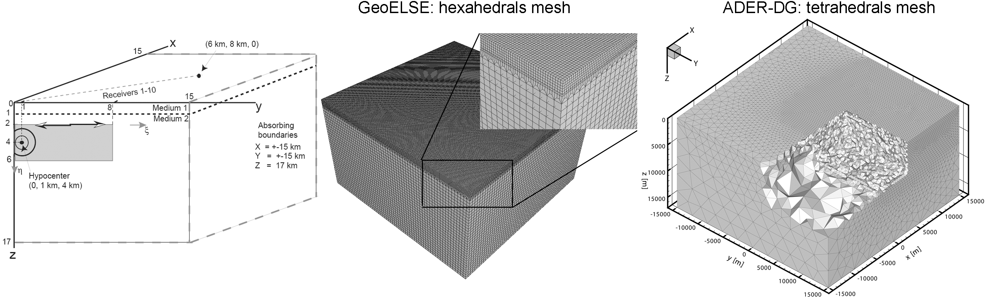 GeoELSE: hexahedrals mesh
ADER-DG: tetrahedrals mesh
X
15
(6 km, 8 km, 0)
Receivers 1-10
15
0
1
8
y
Medium 1
1
Medium 2
2
ξ
4
6
η
Hypocenter
(0, 1 km, 4 km)
Absorbing
boundaries
X = +-15 km
Y = +-15 km
Z = 17 km
17
Z
X
Y
Z
0
5000
10000
15000
z [m]
-15000
-10000
-5000
0
5000
10000
15000
y [m]
-15000
-10000
-5000
0
5000
10000
15000
x [m]